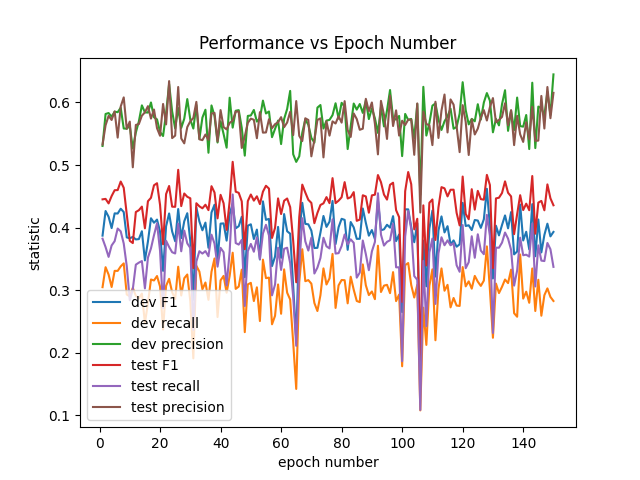 Performance vs Epoch Number
statistic
0.6
0.5
0.4
0.3
0.2
0.1
dev F1
dev recall
dev precision
test F1
test recall
test precision
0 20 40 60 80 100 120 140
epoch number